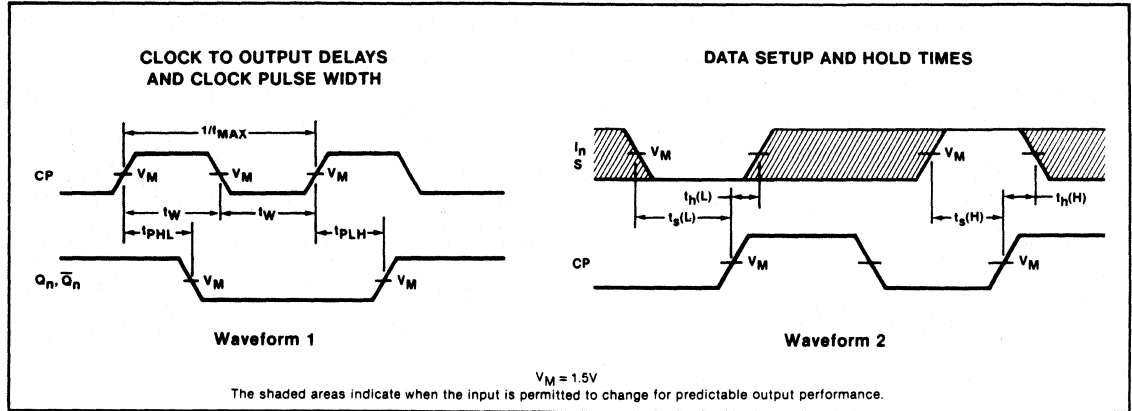 CLOCK TO OUTPUT DELAYS
AND CLOCK PULSE WIDTH
1/fMAX
CP
VM
VM
VM
tW
tW
tPHL
tPLH
Qn, Q̅n
VM
VM
Waveform 1
DATA SETUP AND HOLD TIMES
In
S
VM
VM
th(L)
th(H)
ts(L)
ts(H)
CP
VM
VM
Waveform 2
VM = 1.5V
The shaded areas indicate when the input is permitted to change for predictable output performance.